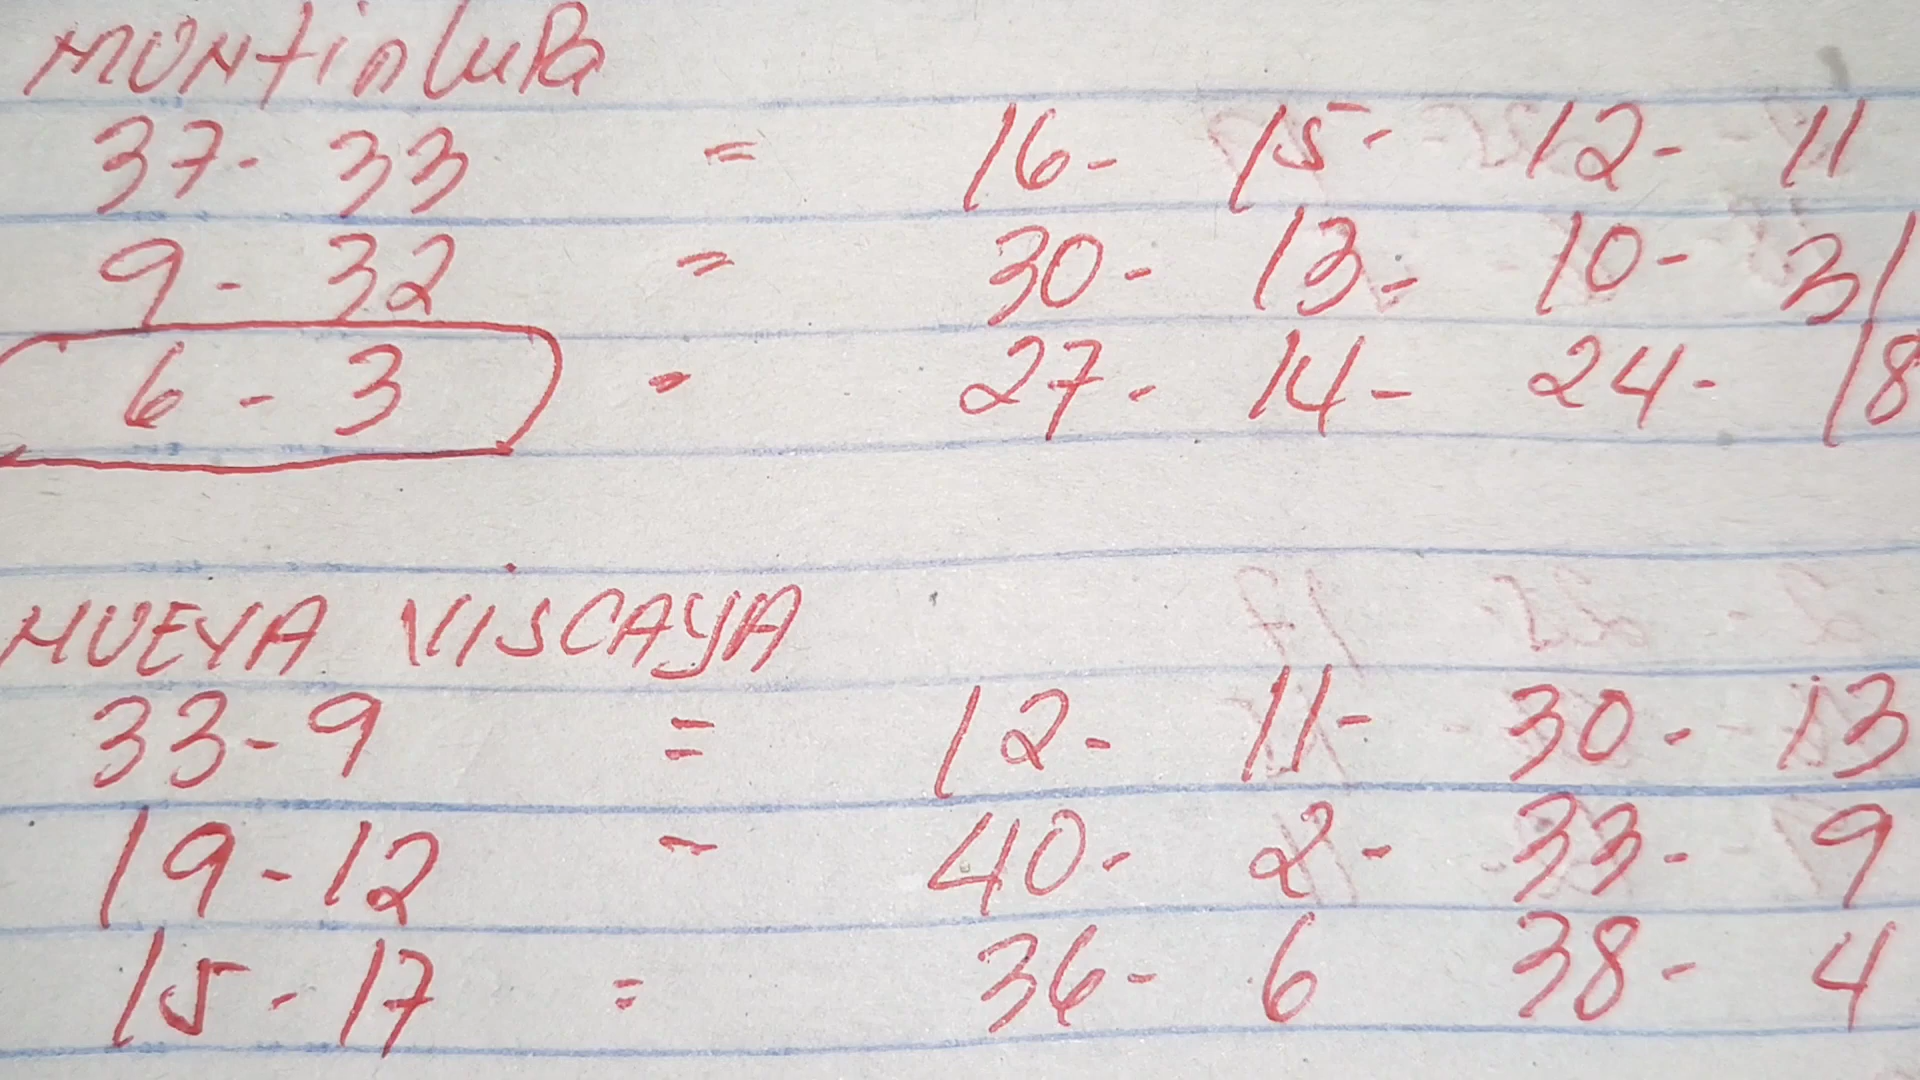 MUNtinluPa
37- 33 = 16- 15- 12- 11
9 - 32 = 30- 13- 10- 31
6 - 3 = 27- 14- 24- 18
NUEVA VISCAYA
33-9 = 12- 11- 30- 13
19-12 = 40- 2- 33- 9
15-17 = 36- 6 38- 4